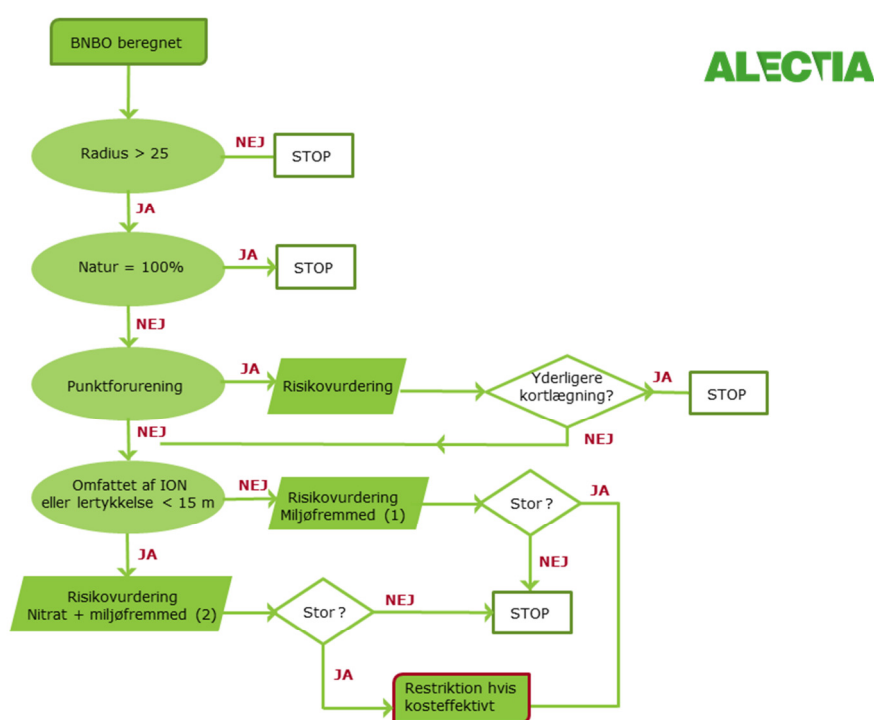 BNBO beregnet
ALECTIA
Radius > 25
NEJ
STOP
JA
Natur = 100%
JA
STOP
NEJ
Punktforurening
JA
Risikovurdering
Yderligere
kortlægning?
JA
STOP
NEJ
NEJ
Omfattet af ION
eller lertykkelse < 15 m
NEJ
Risikovurdering
Miljøfremmed (1)
Stor?
JA
NEJ
STOP
JA
Risikovurdering
Nitrat + miljøfremmed (2)
Stor?
NEJ
JA
Restriktion hvis
kosteffektivt